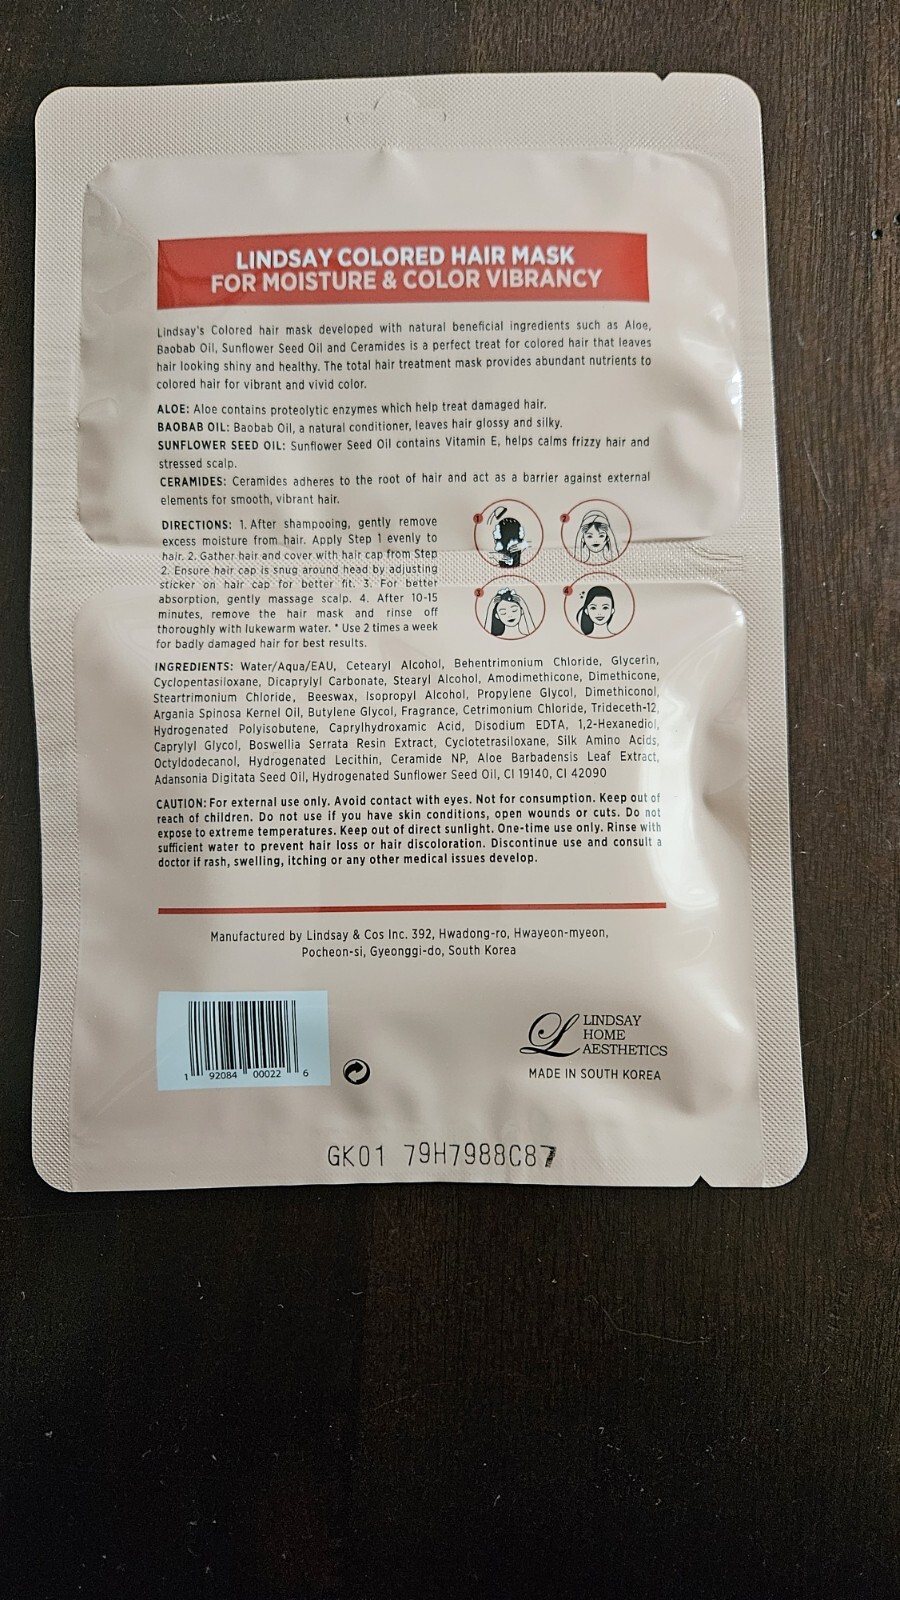 LINDSAY COLORED HAIR MASK
FOR MOISTURE & COLOR VIBRANCY
Lindsay's Colored hair mask developed with natural beneficial ingredients such as Aloe,
Baobab Oil, Sunflower Seed Oil and Ceramides is a perfect treat for colored hair that leaves
hair looking shiny and healthy. The total hair treatment mask provides abundant nutrients to
colored hair for vibrant and vivid color.
ALOE: Aloe contains proteolytic enzymes which help treat damaged hair.
BAOBAB OIL: Baobab Oil, a natural conditioner, leaves hair glossy and silky.
SUNFLOWER SEED OIL: Sunflower Seed Oil contains Vitamin E, helps calms frizzy hair and
stressed scalp.
CERAMIDES: Ceramides adheres to the root of hair and act as a barrier against external
elements for smooth, vibrant hair.
DIRECTIONS: 1. After shampooing, gently remove
excess moisture from hair. Apply Step 1 evenly to
hair. 2. Gather hair and cover with hair cap from Step
2. Ensure hair cap is snug around head by adjusting
sticker on hair cap for better fit. 3. For better
absorption, gently massage scalp. 4. After 10-15
minutes, remove the hair mask and rinse off
thoroughly with lukewarm water. * Use 2 times a week
for badly damaged hair for best results.
1
2
3
4
INGREDIENTS: Water/Aqua/EAU, Cetearyl Alcohol, Behentrimonium Chloride, Glycerin,
Cyclopentasiloxane, Dicaprylyl Carbonate, Stearyl Alcohol, Amodimethicone, Dimethicone,
Steartrimonium Chloride, Beeswax, Isopropyl Alcohol, Propylene Glycol, Dimethiconol,
Argania Spinosa Kernel Oil, Butylene Glycol, Fragrance, Cetrimonium Chloride, Trideceth-12,
Hydrogenated Polyisobutene, Caprylhydroxamic Acid, Disodium EDTA, 1,2-Hexanediol,
Caprylyl Glycol, Boswellia Serrata Resin Extract, Cyclotetrasiloxane, Silk Amino Acids,
Octyldodecanol, Hydrogenated Lecithin, Ceramide NP, Aloe Barbadensis Leaf Extract,
Adansonia Digitata Seed Oil, Hydrogenated Sunflower Seed Oil, CI 19140, CI 42090
CAUTION: For external use only. Avoid contact with eyes. Not for consumption. Keep out of
reach of children. Do not use if you have skin conditions, open wounds or cuts. Do not
expose to extreme temperatures. Keep out of direct sunlight. One-time use only. Rinse with
sufficient water to prevent hair loss or hair discoloration. Discontinue use and consult a
doctor if rash, swelling, itching or any other medical issues develop.
Manufactured by Lindsay & Cos Inc. 392, Hwadong-ro, Hwayeon-myeon,
Pocheon-si, Gyeonggi-do, South Korea
1 92084 00022 6
L LINDSAY
HOME
AESTHETICS
MADE IN SOUTH KOREA
GK01 79H7988C87